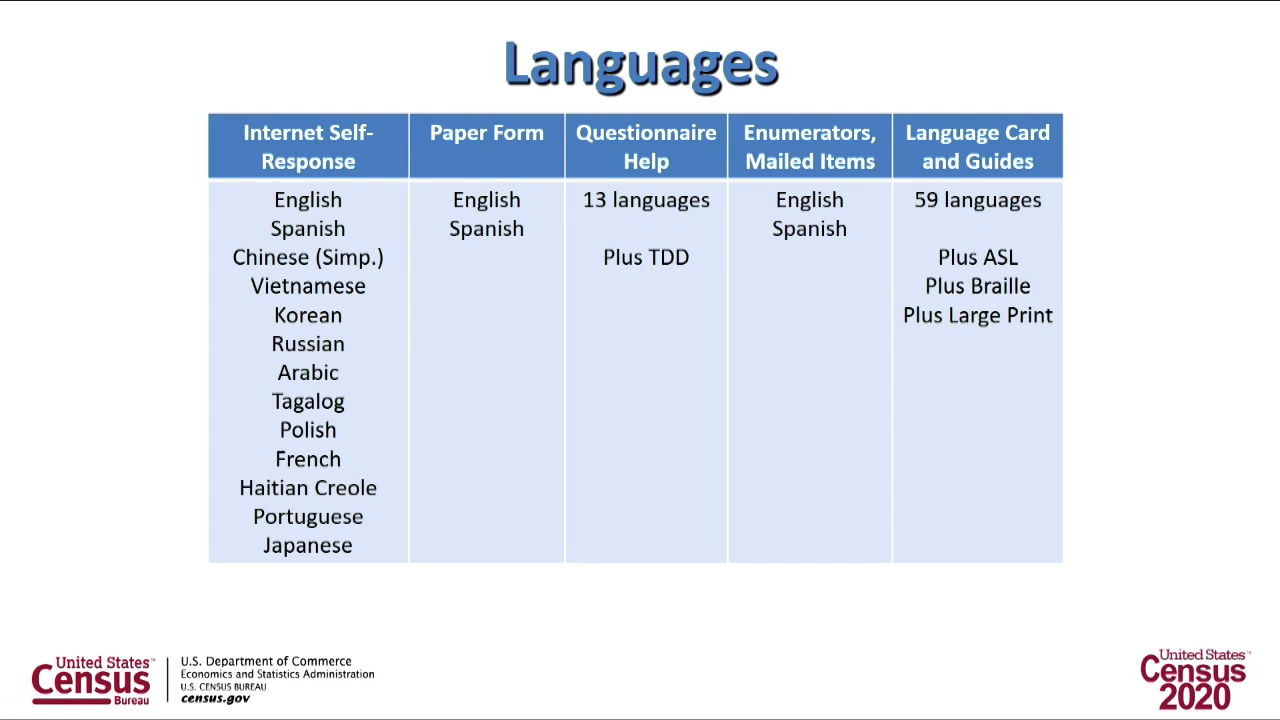 Languages
Internet Self-
Response
Paper Form
Questionnaire
Help
Enumerators,
Mailed Items
Language Card
and Guides
English
Spanish
Chinese (Simp.)
Vietnamese
Korean
Russian
Arabic
Tagalog
Polish
French
Haitian Creole
Portuguese
Japanese
English
Spanish
13 languages
Plus TDD
English
Spanish
59 languages
Plus ASL
Plus Braille
Plus Large Print
United States™
Census
Bureau
U.S. Department of Commerce
Economics and Statistics Administration
U.S. CENSUS BUREAU
census.gov
United States™
Census
2020